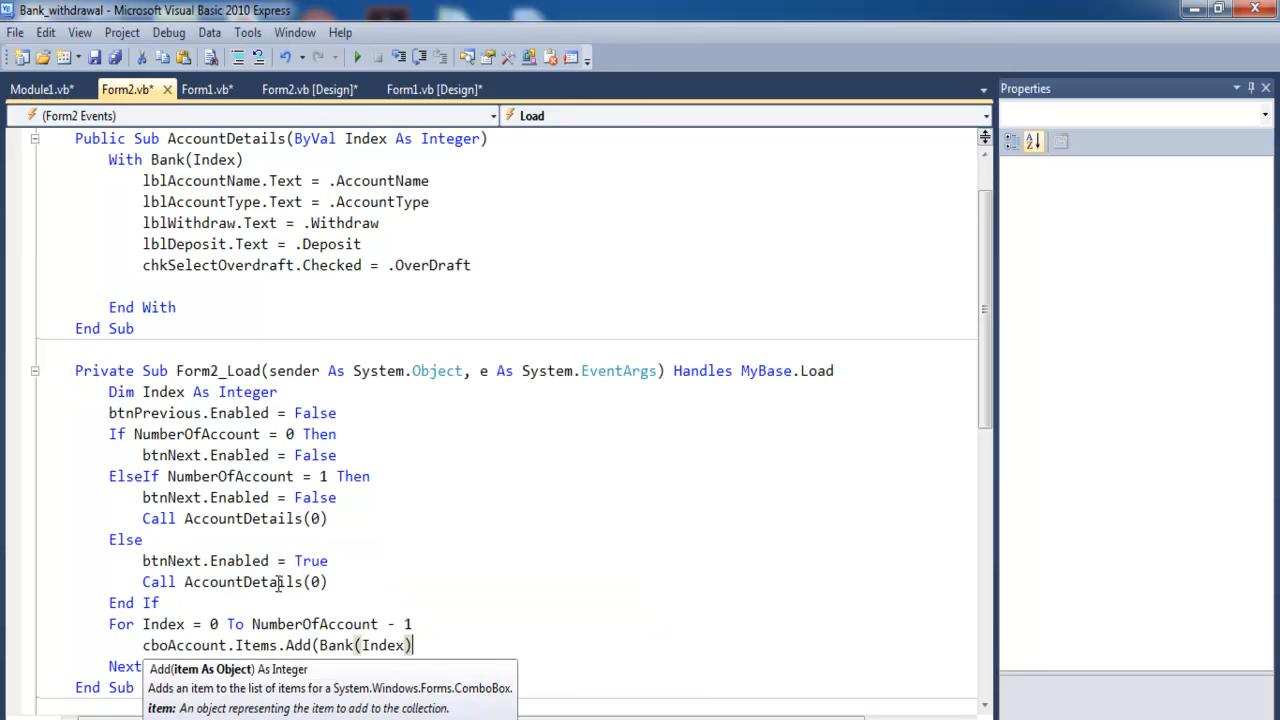 Bank_withdrawal - Microsoft Visual Basic 2010 Express
File Edit View Project Debug Data Tools Window Help
Module1.vb* Form2.vb* Form1.vb* Form2.vb [Design]* Form1.vb [Design]*
Properties
(Form2 Events) Load
Public Sub AccountDetails(ByVal Index As Integer)
With Bank(Index)
lblAccountName.Text = .AccountName
lblAccountType.Text = .AccountType
lblWithdraw.Text = .Withdraw
lblDeposit.Text = .Deposit
chkSelectOverdraft.Checked = .OverDraft
End With
End Sub
Private Sub Form2_Load(sender As System.Object, e As System.EventArgs) Handles MyBase.Load
Dim Index As Integer
btnPrevious.Enabled = False
If NumberOfAccount = 0 Then
btnNext.Enabled = False
ElseIf NumberOfAccount = 1 Then
btnNext.Enabled = False
Call AccountDetails(0)
Else
btnNext.Enabled = True
Call AccountDetails(0)
End If
For Index = 0 To NumberOfAccount - 1
cboAccount.Items.Add(Bank(Index)
Next
Add(item As Object) As Integer
End Sub
Adds an item to the list of items for a System.Windows.Forms.ComboBox.
item: An object representing the item to add to the collection.